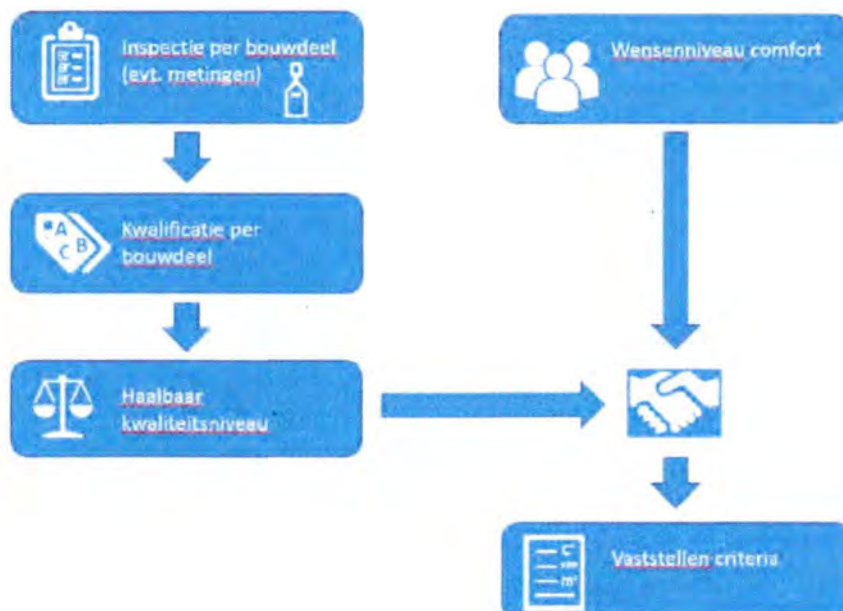 Inspectie per bouwdeel
(evt. metingen)
Wensenniveau comfort
A
B
C
Kwalificatie per
bouwdeel
Haalbaar
kwaliteitsniveau
Vaststellen criteria